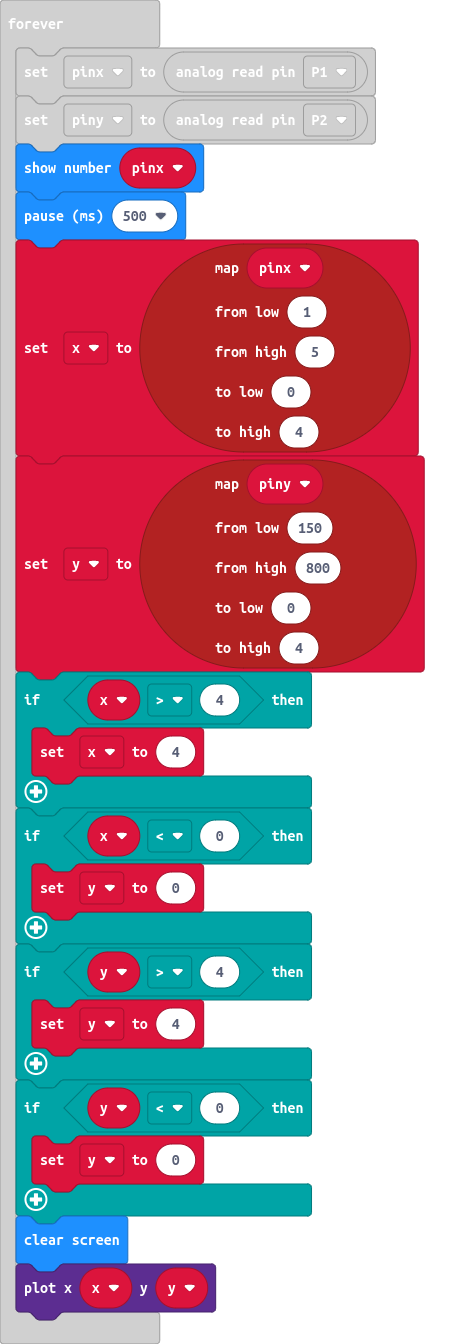 forever
set pinx to analog read pin P1
set piny to analog read pin P2
show number pinx
pause (ms) 500
map pinx
from low 1
set x to from high 5
to low 0
to high 4
map piny
from low 150
set y to from high 800
to low 0
to high 4
if x > 4 then
set x to 4
if x < 0 then
set y to 0
if y > 4 then
set y to 4
if y < 0 then
set y to 0
clear screen
plot x x y y